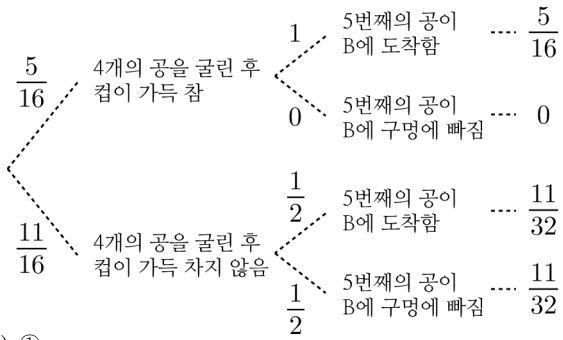 5/16
4개의 공을 굴린 후
컵이 가득 참
1
5번째의 공이
B에 도착함
5/16
0
5번째의 공이
B에 구멍에 빠짐
0
11/16
4개의 공을 굴린 후
컵이 가득 차지 않음
1/2
5번째의 공이
B에 도착함
11/32
1/2
5번째의 공이
B에 구멍에 빠짐
11/32